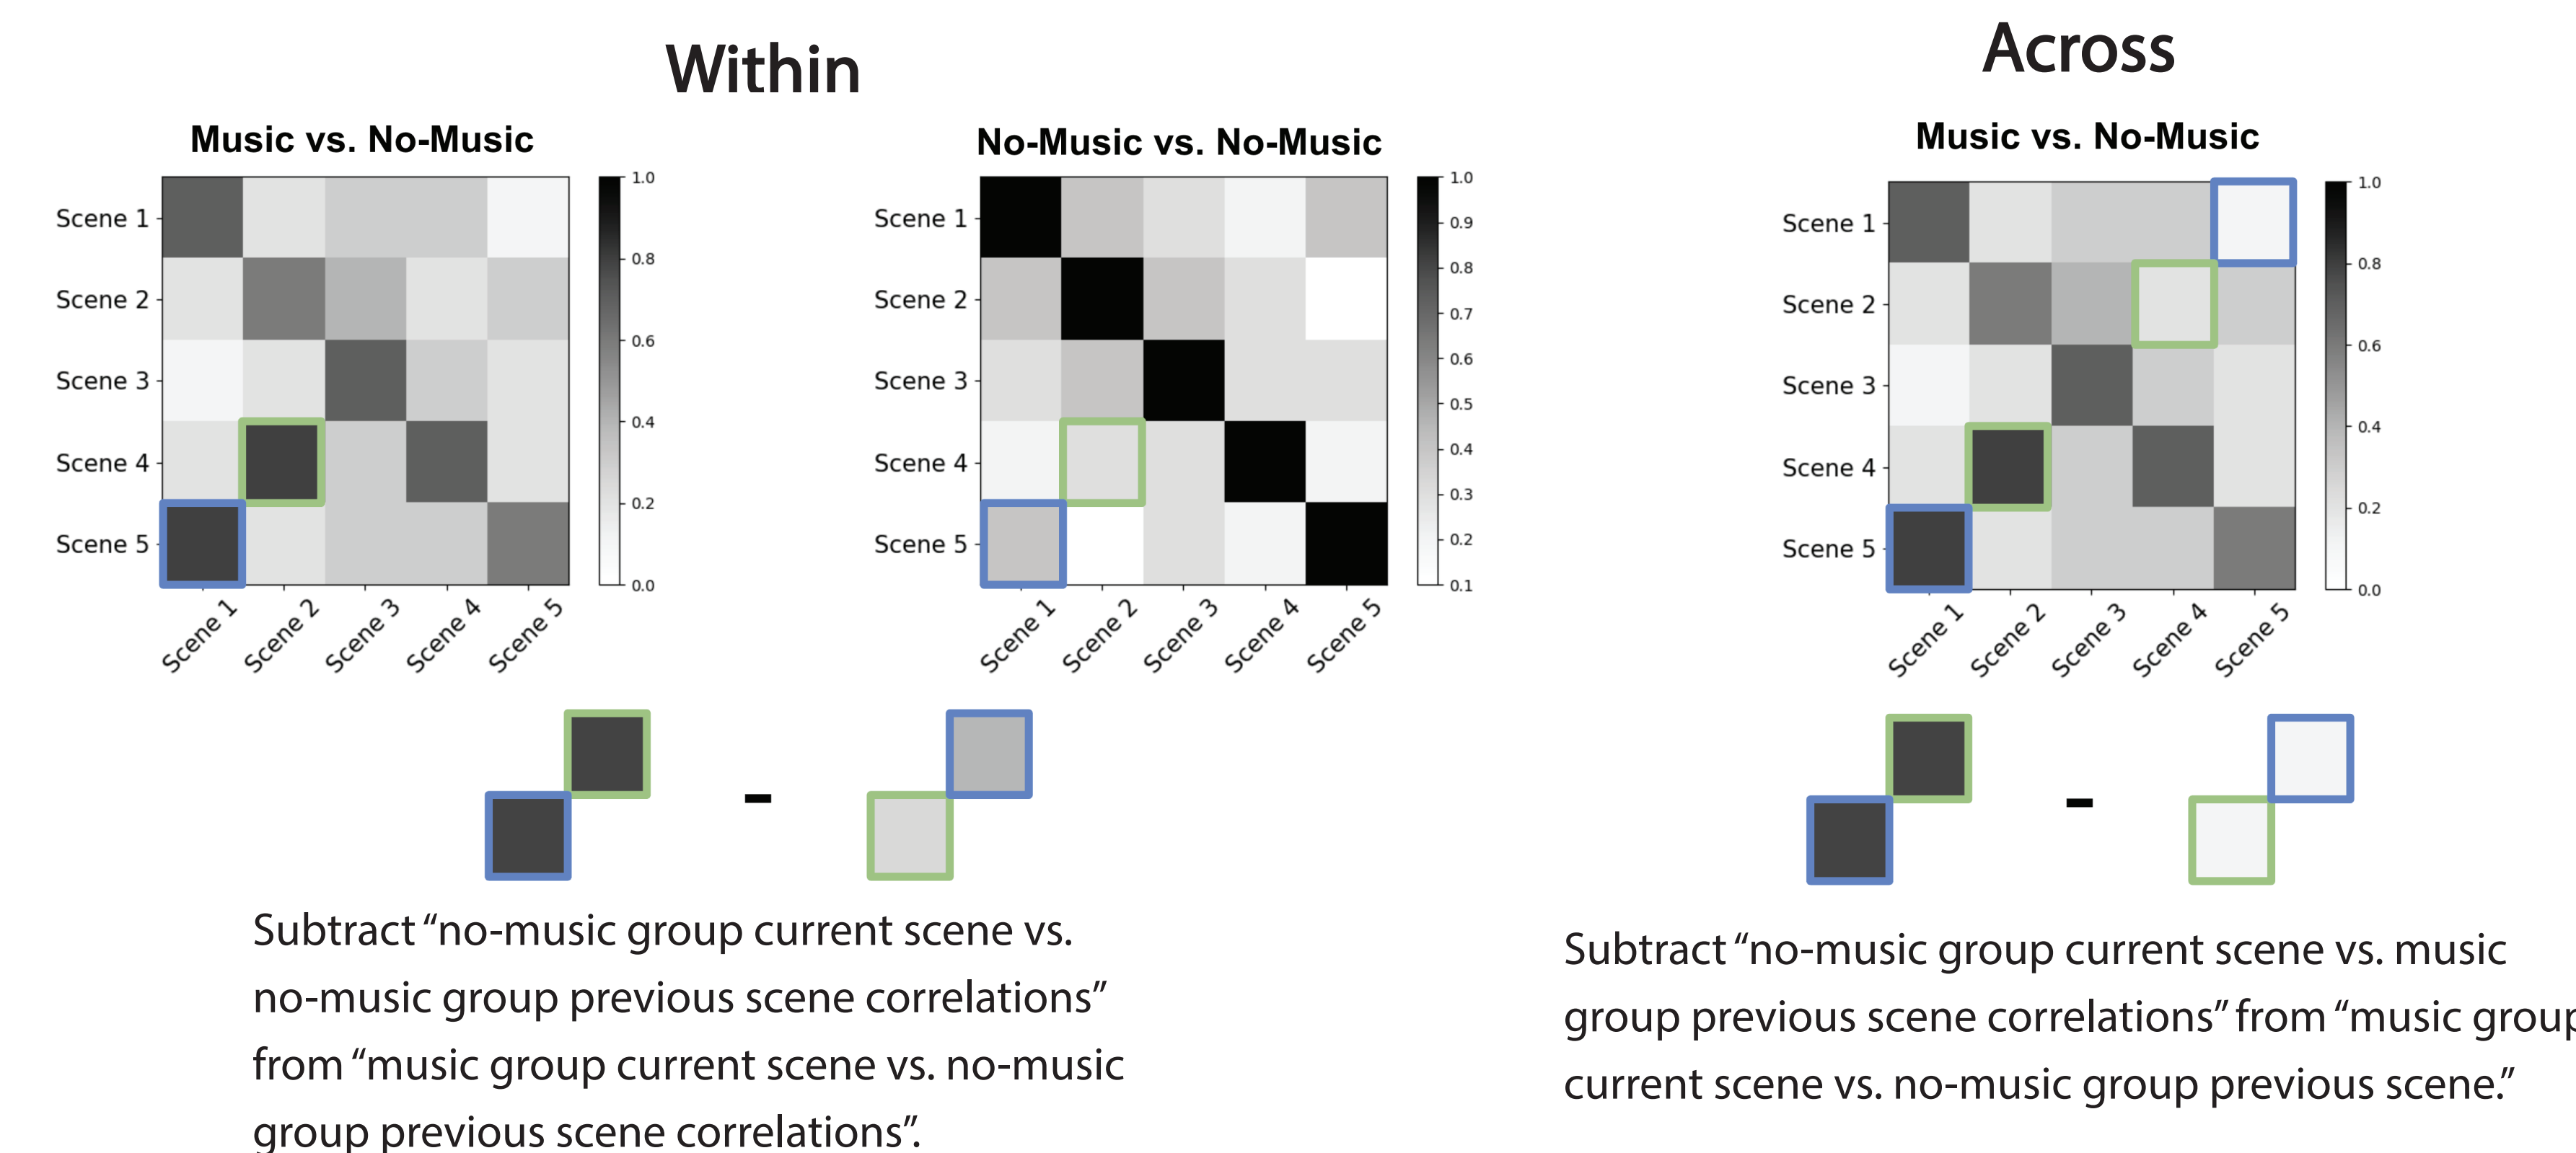 Within
Across
Music vs. No-Music
No-Music vs. No-Music
Music vs. No-Music
Scene 1
Scene 2
Scene 3
Scene 4
Scene 5
Scene 1
Scene 2
Scene 3
Scene 4
Scene 5
1.0
0.8
0.6
0.4
0.2
0.0
Scene 1
Scene 2
Scene 3
Scene 4
Scene 5
Scene 1
Scene 2
Scene 3
Scene 4
Scene 5
1.0
0.9
0.8
0.7
0.6
0.5
0.4
0.3
0.2
0.1
Scene 1
Scene 2
Scene 3
Scene 4
Scene 5
Scene 1
Scene 2
Scene 3
Scene 4
Scene 5
1.0
0.8
0.6
0.4
0.2
0.0
-
-
Subtract “no-music group current scene vs.
no-music group previous scene correlations”
from “music group current scene vs. no-music
group previous scene correlations”.
Subtract “no-music group current scene vs. music
group previous scene correlations” from “music group
current scene vs. no-music group previous scene.”